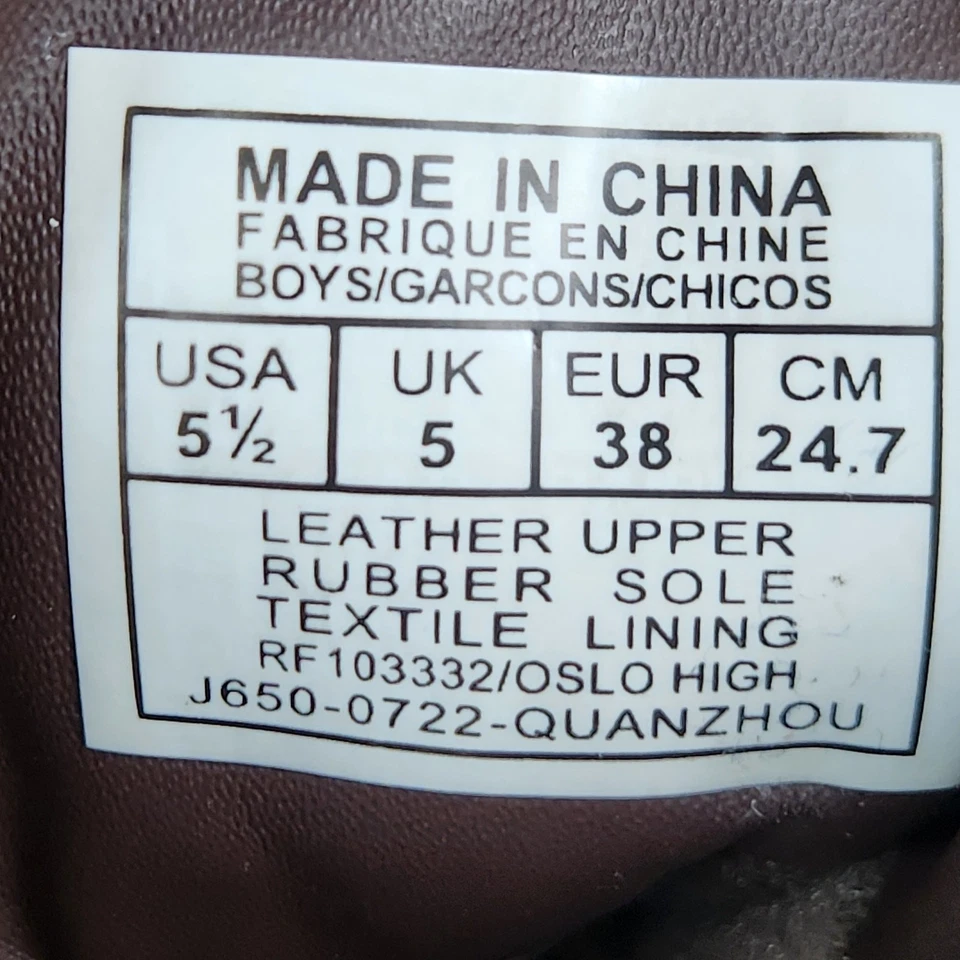 MADE IN CHINA
FABRIQUE EN CHINE
BOYS/GARCONS/CHICOS
USA UK EUR CM
5½ 5 38 24.7
LEATHER UPPER
RUBBER SOLE
TEXTILE LINING
RF103332/OSLO HIGH
J650-0722-QUANZHOU